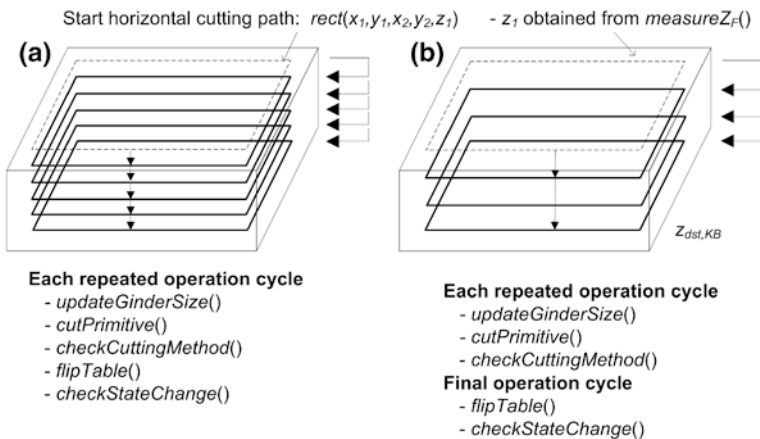 Start horizontal cutting path: rect(x1,y1,x2,y2,z1) - z1 obtained from measureZF()
(a) (b)
zdst,KB
Each repeated operation cycle
- updateGinderSize()
- cutPrimitive()
- checkCuttingMethod()
- flipTable()
- checkStateChange()
Each repeated operation cycle
- updateGinderSize()
- cutPrimitive()
- checkCuttingMethod()
Final operation cycle
- flipTable()
- checkStateChange()